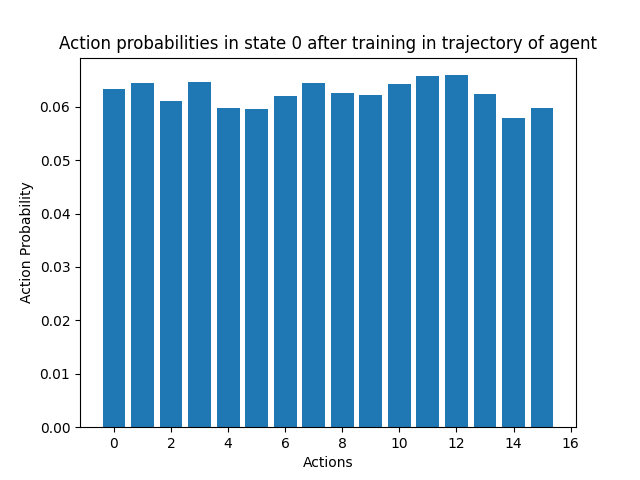 Action probabilities in state 0 after training in trajectory of agent
0.06
0.05
0.04
0.03
0.02
0.01
0.00
Action Probability
0 2 4 6 8 10 12 14 16
Actions